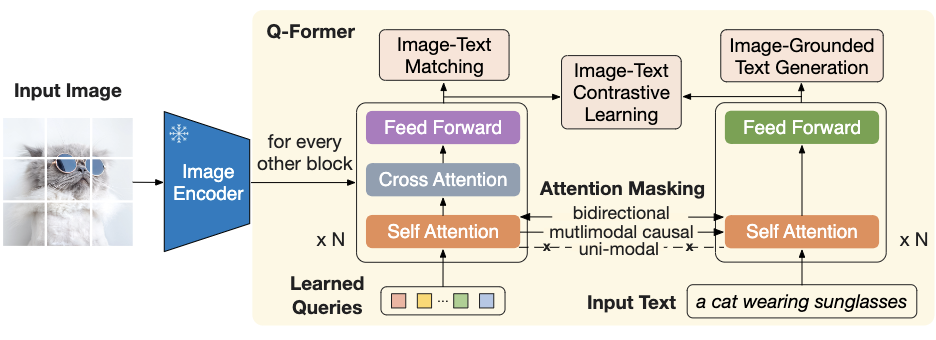 Q-Former
Input Image
Image
Encoder
for every
other block
Image-Text
Matching
Image-Text
Contrastive
Learning
Image-Grounded
Text Generation
Feed Forward
Cross Attention
Self Attention
x N
Attention Masking
bidirectional
mutlimodal causal
x uni-modal x
Feed Forward
Self Attention
x N
Learned
Queries
...
Input Text
a cat wearing sunglasses